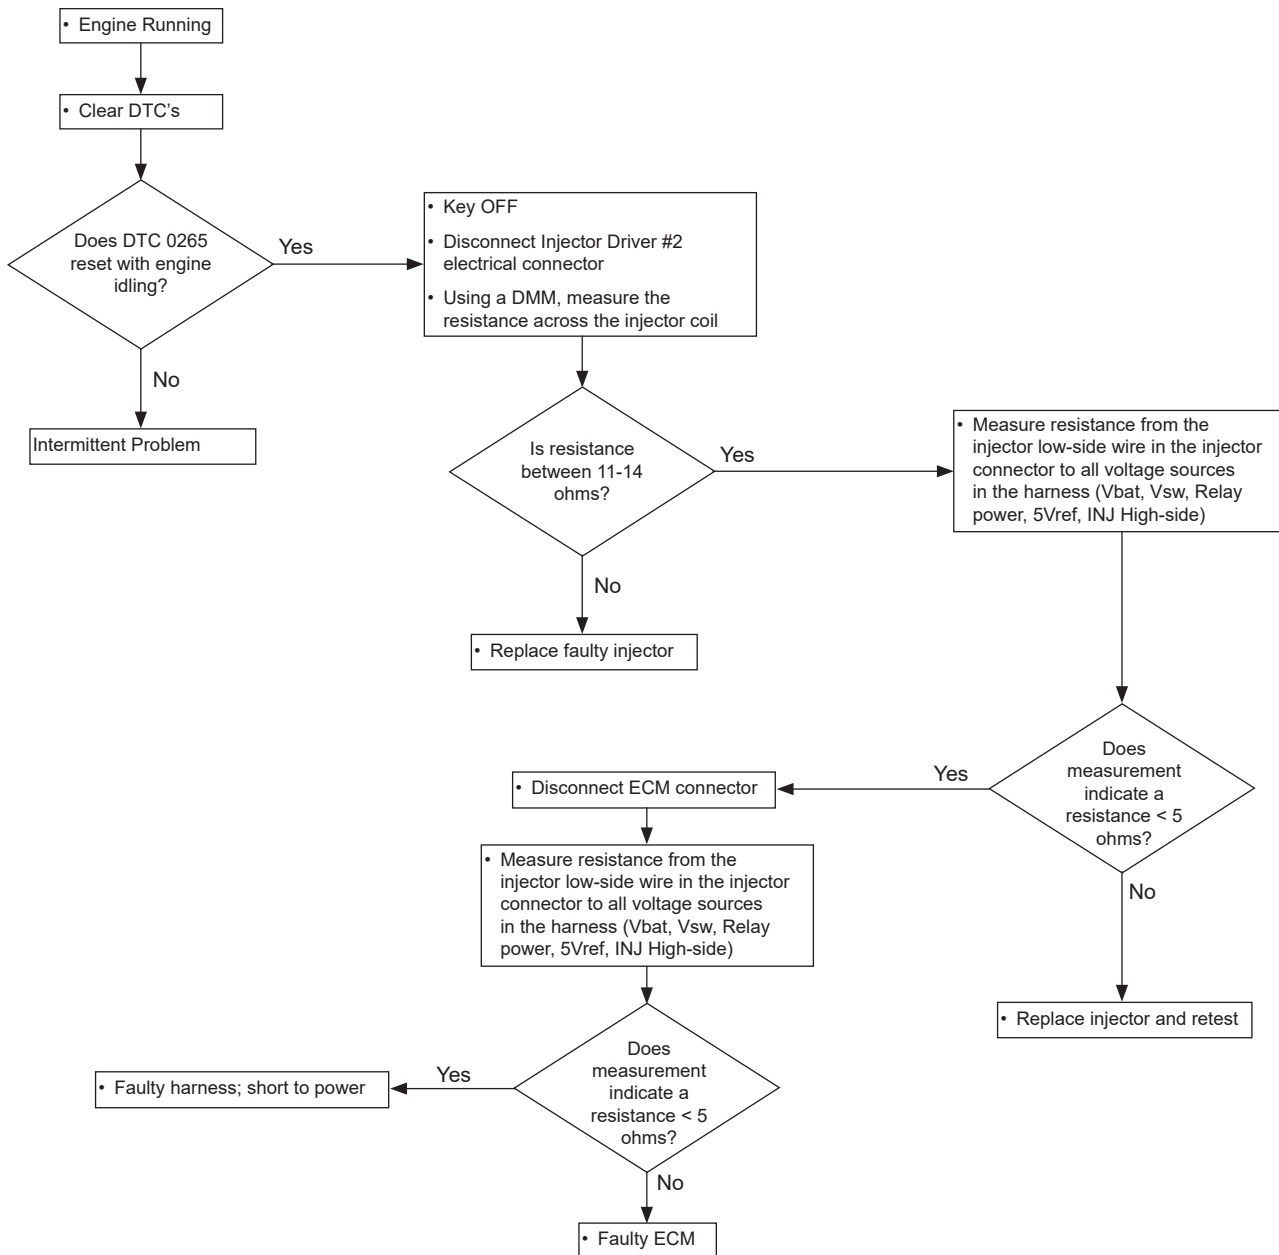 • Engine Running
• Clear DTC's
Does DTC 0265
reset with engine
idling?
Yes
No
Intermittent Problem
• Key OFF
• Disconnect Injector Driver #2
electrical connector
• Using a DMM, measure the
resistance across the injector coil
Is resistance
between 11-14
ohms?
Yes
No
• Replace faulty injector
• Measure resistance from the
injector low-side wire in the injector
connector to all voltage sources
in the harness (Vbat, Vsw, Relay
power, 5Vref, INJ High-side)
Does
measurement
indicate a
resistance < 5
ohms?
Yes
No
• Replace injector and retest
• Disconnect ECM connector
• Measure resistance from the
injector low-side wire in the injector
connector to all voltage sources
in the harness (Vbat, Vsw, Relay
power, 5Vref, INJ High-side)
Does
measurement
indicate a
resistance < 5
ohms?
Yes
• Faulty harness; short to power
No
• Faulty ECM